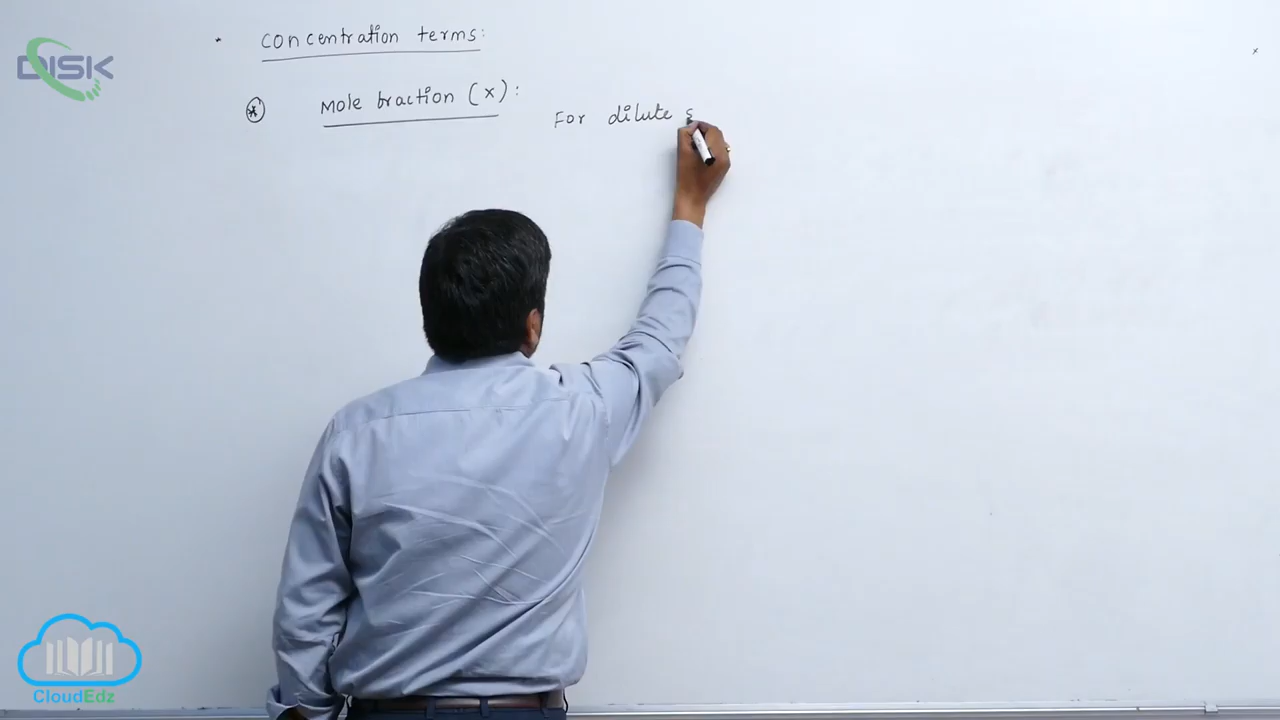 DISK
* Concentration terms:
* Mole fraction (x):
For dilute s
x
CloudEdz